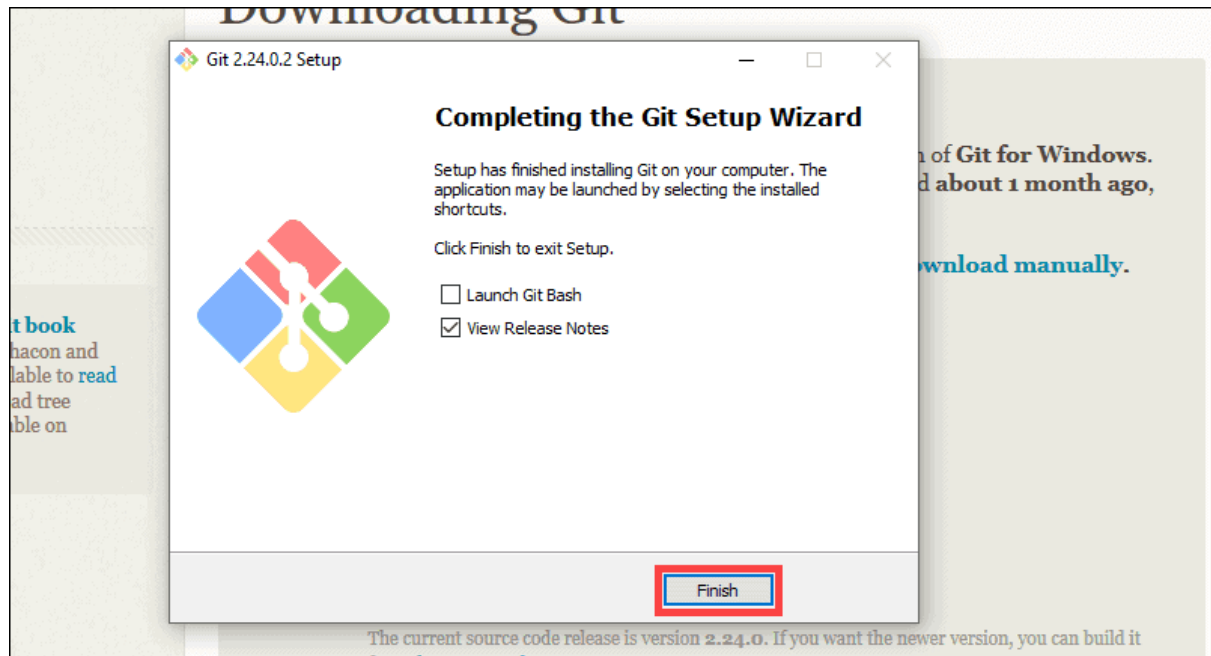 Downloading Git
Git 2.24.0.2 Setup
Completing the Git Setup Wizard
Setup has finished installing Git on your computer. The
application may be launched by selecting the installed
shortcuts.
Click Finish to exit Setup.
Launch Git Bash
View Release Notes
Finish
of Git for Windows.
about 1 month ago,
manually.
book
and
to read
ad tree
on
The current source code release is version 2.24.0. If you want the newer version, you can build it